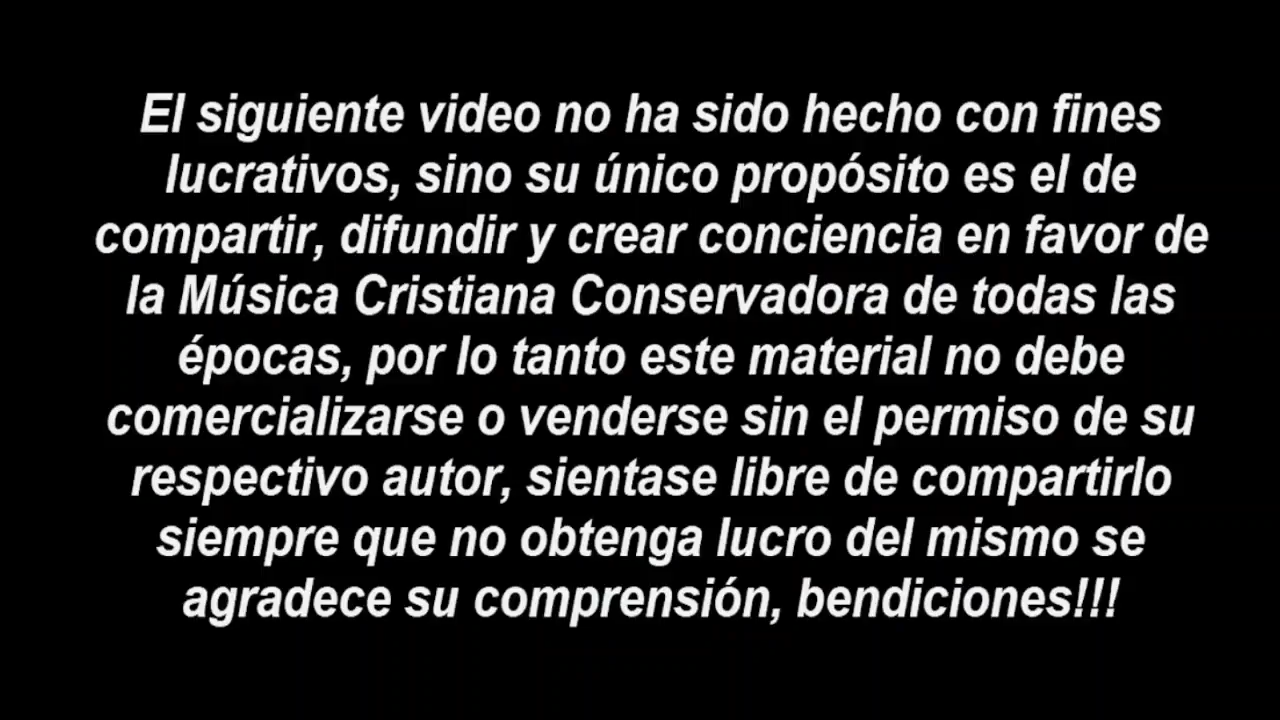 El siguiente video no ha sido hecho con fines
lucrativos, sino su único propósito es el de
compartir, difundir y crear conciencia en favor de
la Música Cristiana Conservadora de todas las
épocas, por lo tanto este material no debe
comercializarse o venderse sin el permiso de su
respectivo autor, sientase libre de compartirlo
siempre que no obtenga lucro del mismo se
agradece su comprensión, bendiciones!!!